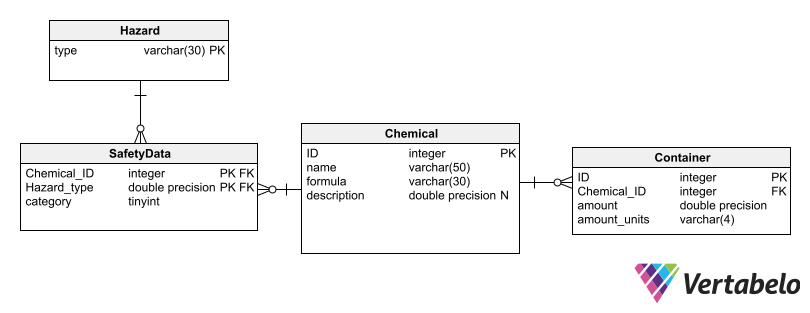 Hazard
type varchar(30) PK
SafetyData
Chemical_ID integer PK FK
Hazard_type double precision PK FK
category tinyint
Chemical
ID integer PK
name varchar(50)
formula varchar(30)
description double precision N
Container
ID integer PK
Chemical_ID integer FK
amount double precision
amount_units varchar(4)
Vertabelo